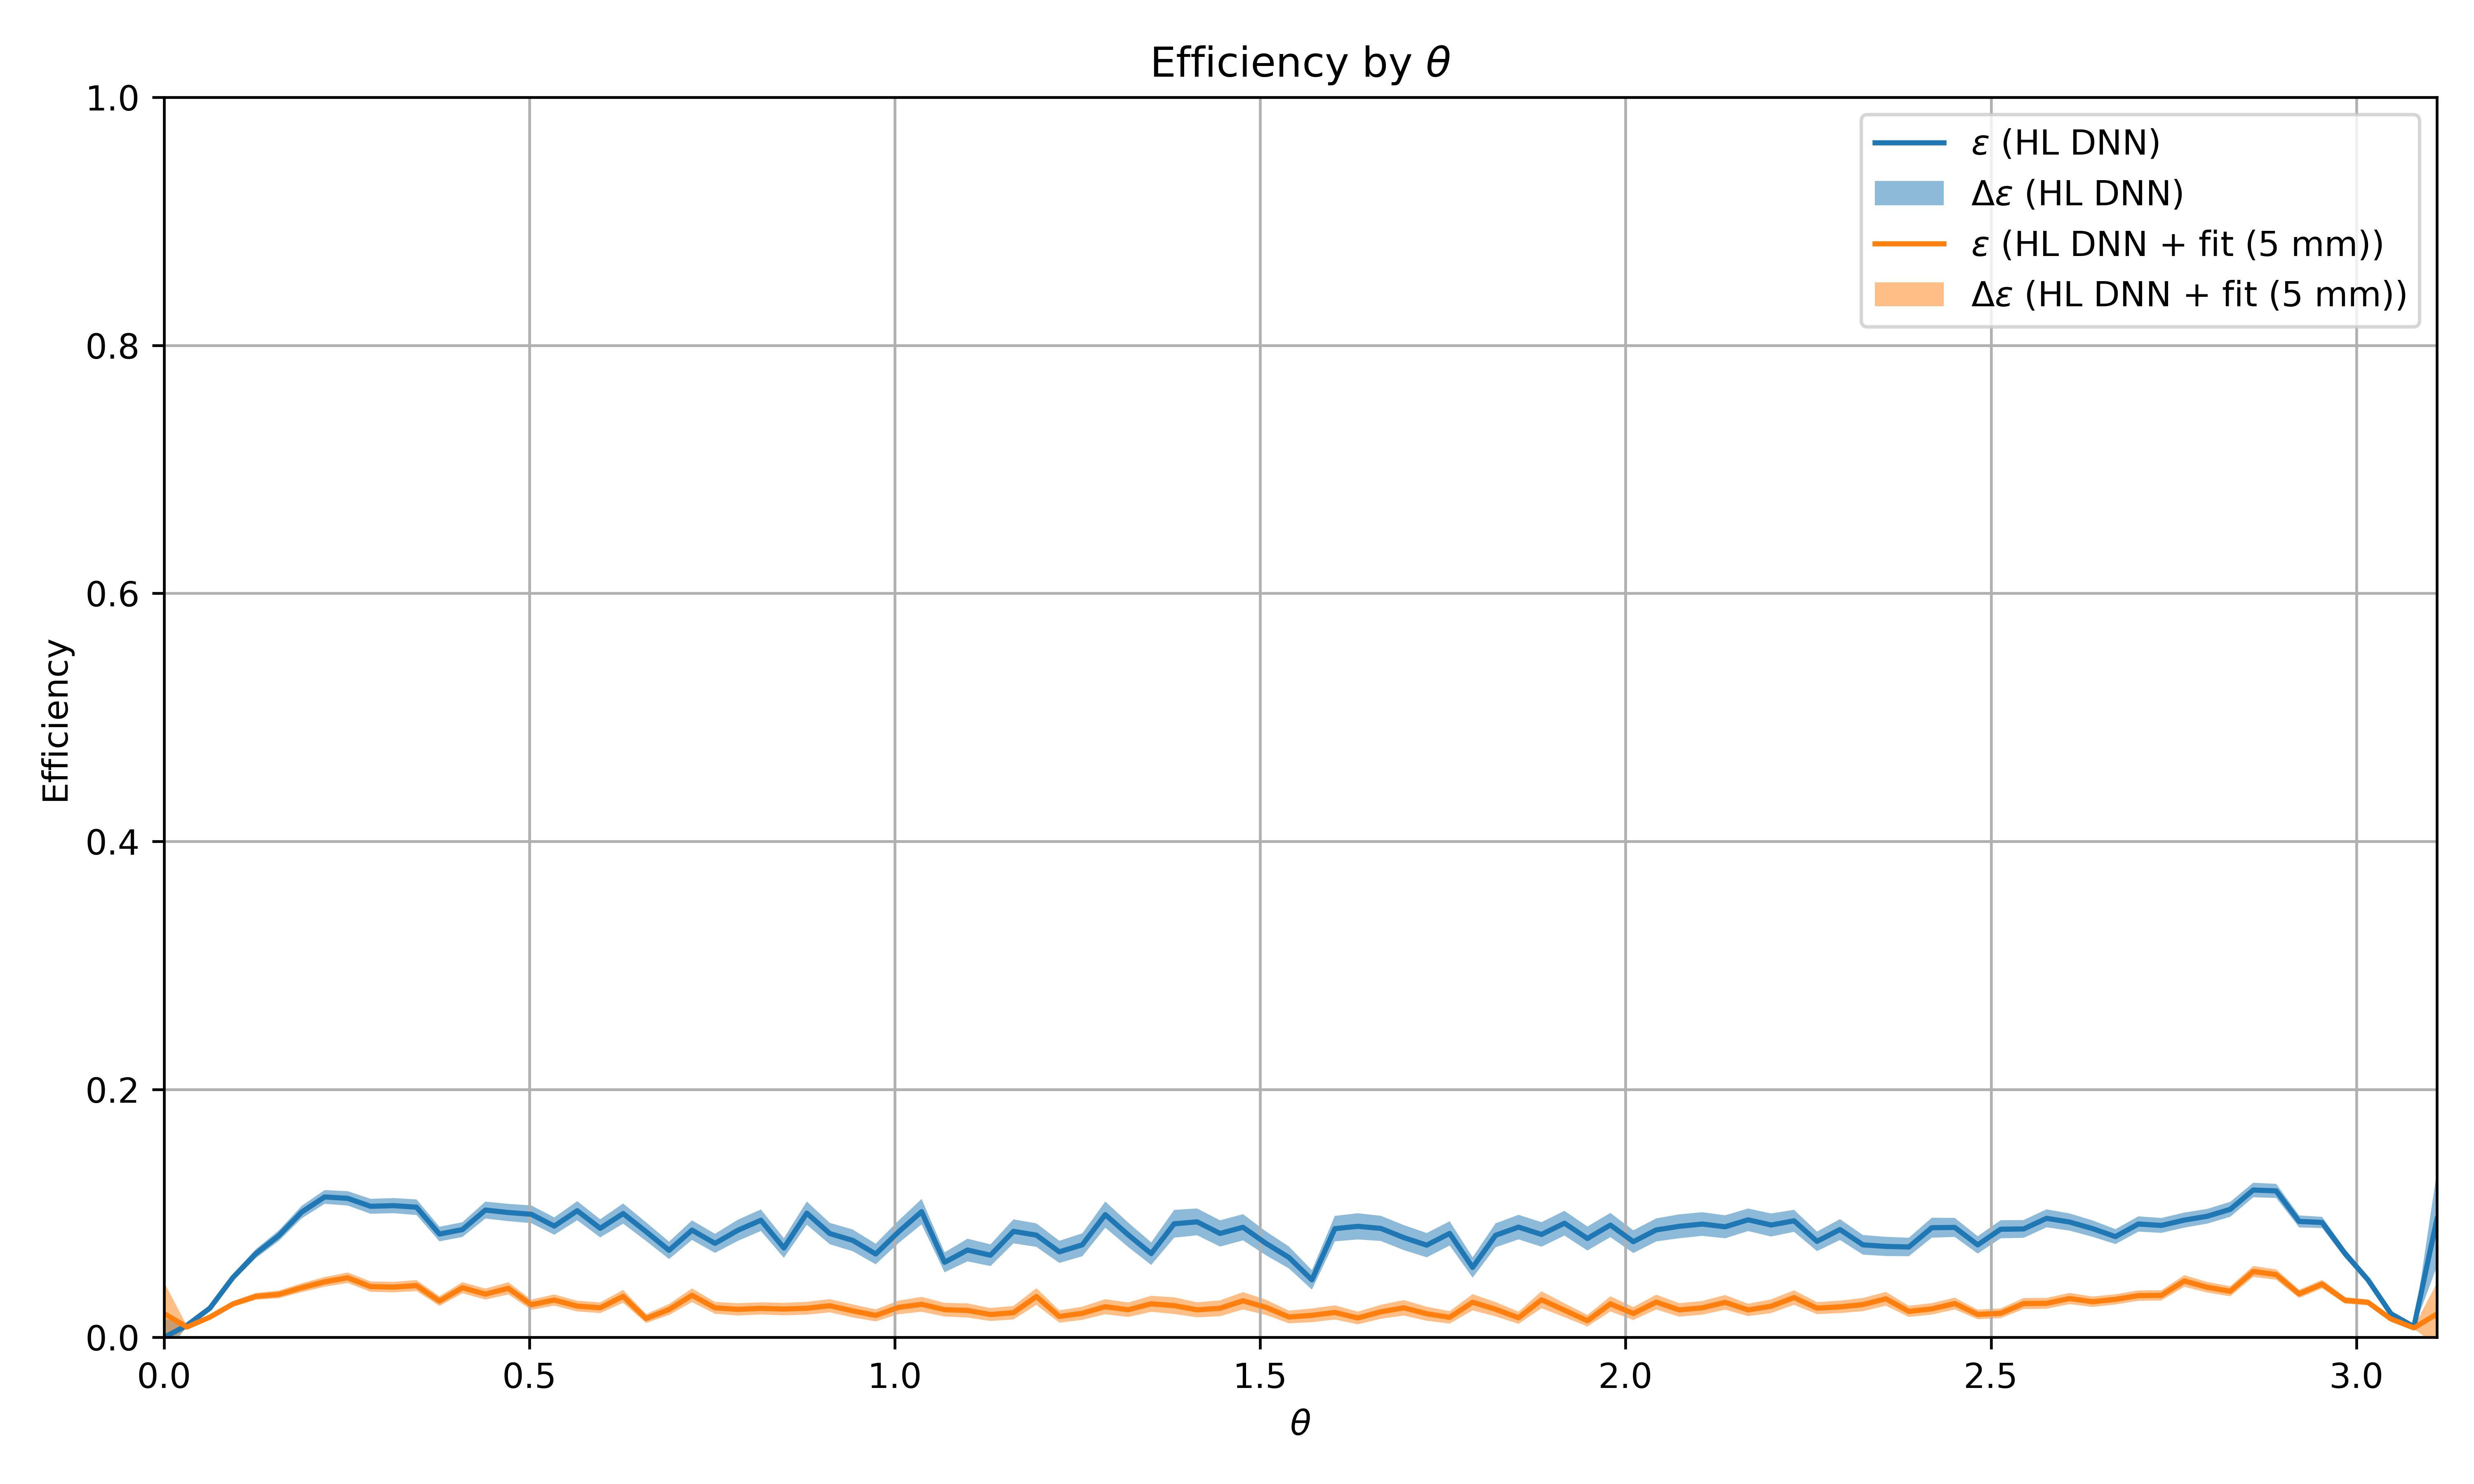 Efficiency by θ
1.0
0.8
0.6
0.4
0.2
0.0
Efficiency
ε (HL DNN)
Δε (HL DNN)
ε (HL DNN + fit (5 mm))
Δε (HL DNN + fit (5 mm))
0.0 0.5 1.0 1.5 2.0 2.5 3.0
θ